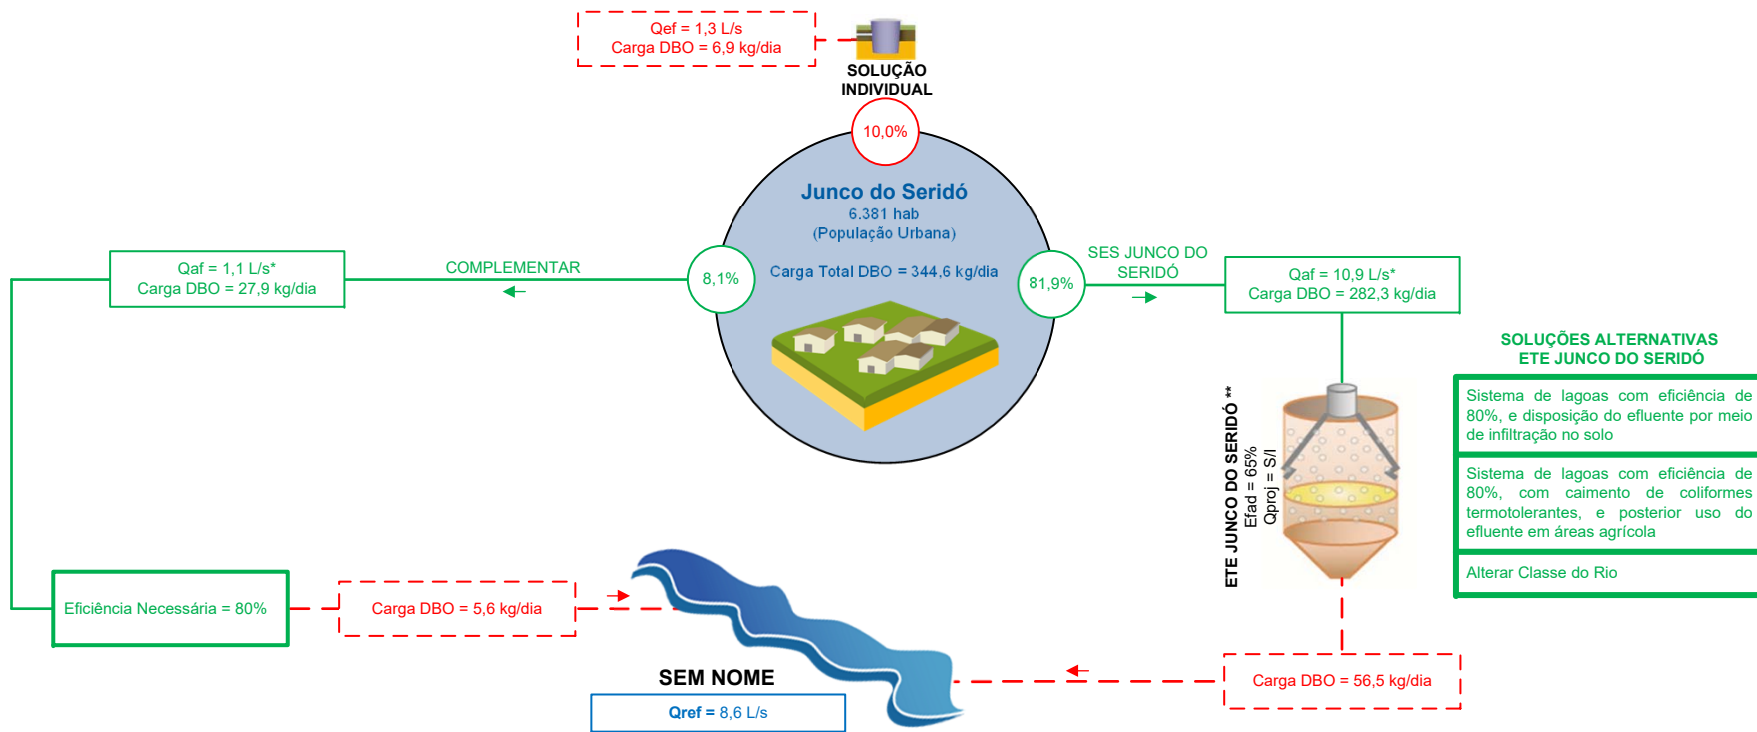 Qef = 1,3 L/s
Carga DBO = 6,9 kg/dia
SOLUÇÃO
INDIVIDUAL
10,0%
Junco do Seridó
6.381 hab
(População Urbana)
Carga Total DBO = 344,6 kg/dia
8,1%
COMPLEMENTAR
Qaf = 1,1 L/s*
Carga DBO = 27,9 kg/dia
81,9%
SES JUNCO DO
SERIDÓ
Qaf = 10,9 L/s*
Carga DBO = 282,3 kg/dia
ETE JUNCO DO SERIDÓ **
Efad = 65%
Qproj = S/I
SOLUÇÕES ALTERNATIVAS
ETE JUNCO DO SERIDÓ
Sistema de lagoas com eficiência de
80%, e disposição do efluente por meio
de infiltração no solo
Sistema de lagoas com eficiência de
80%, com caimento de coliformes
termotolerantes, e posterior uso do
efluente em áreas agrícola
Alterar Classe do Rio
Eficiência Necessária = 80%
Carga DBO = 5,6 kg/dia
SEM NOME
Qref = 8,6 L/s
Carga DBO = 56,5 kg/dia